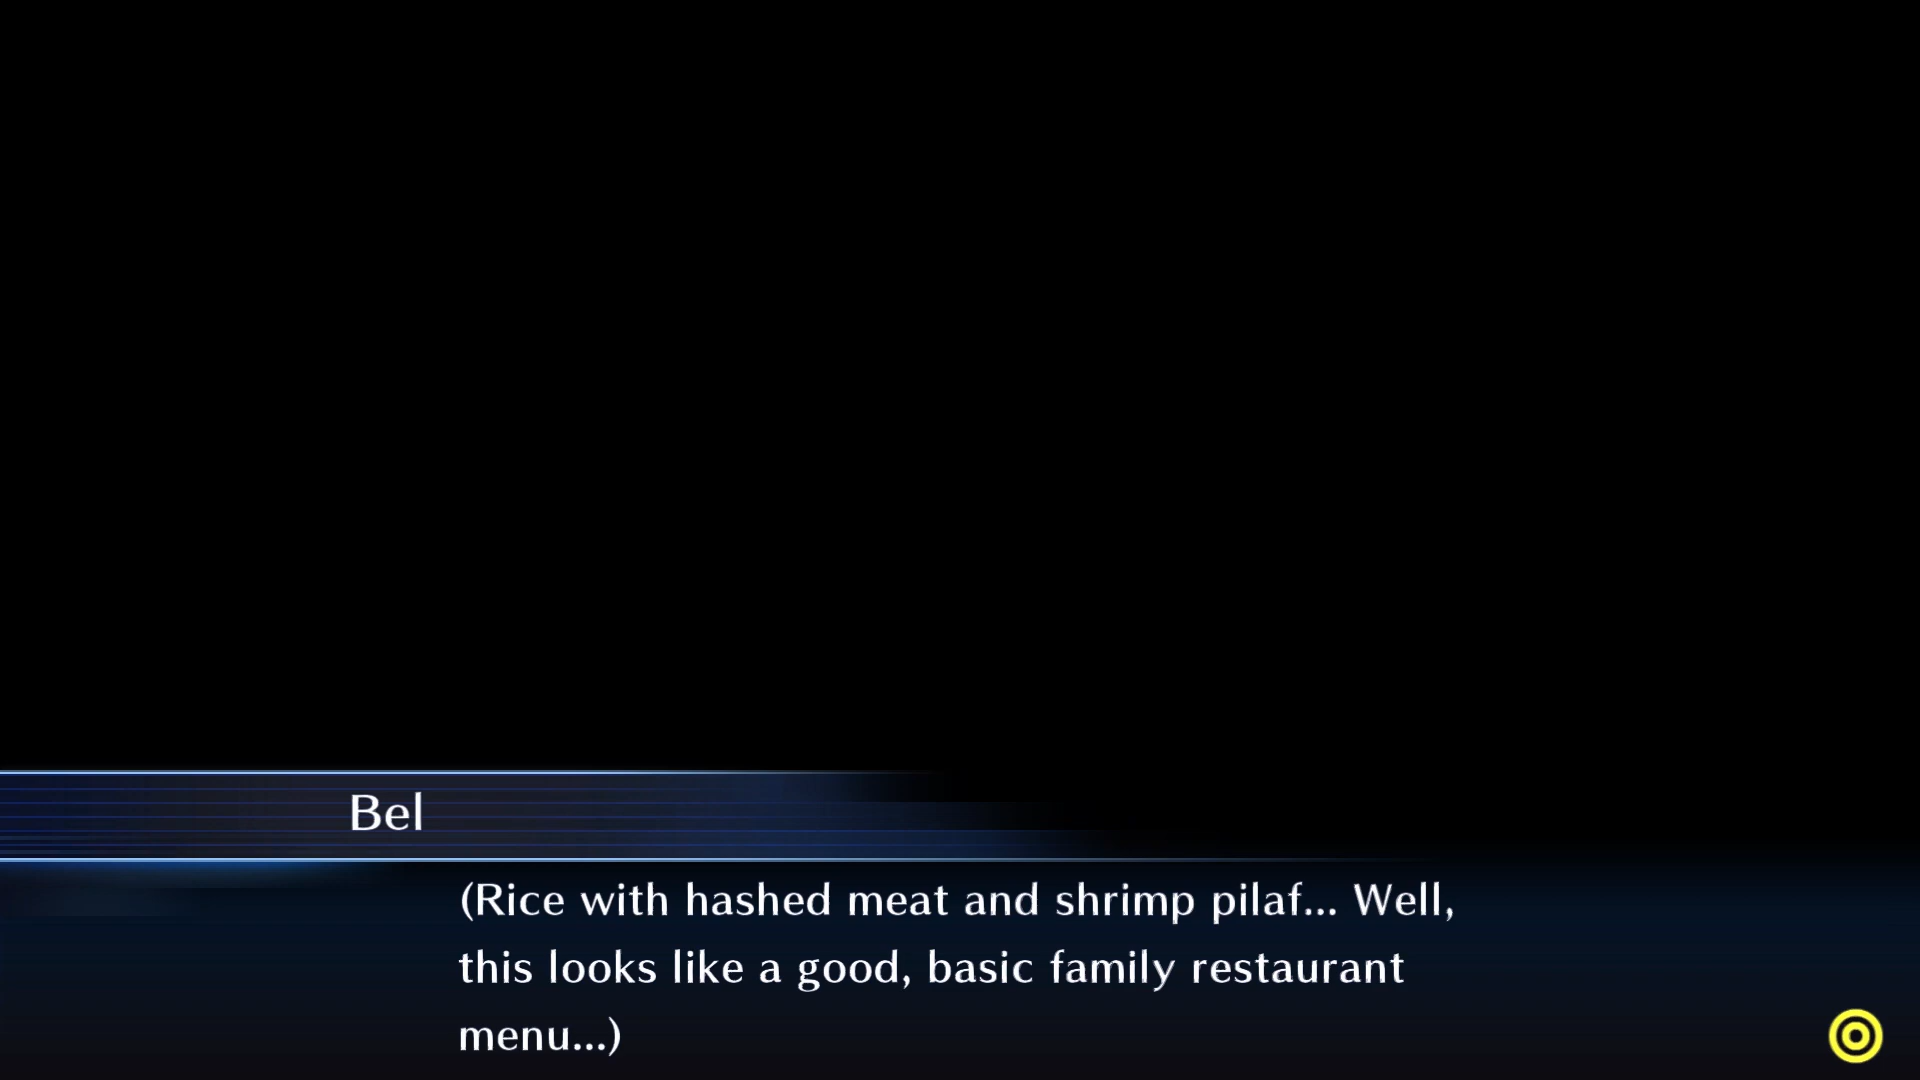 Bel
(Rice with hashed meat and shrimp pilaf... Well,
this looks like a good, basic family restaurant
menu...)